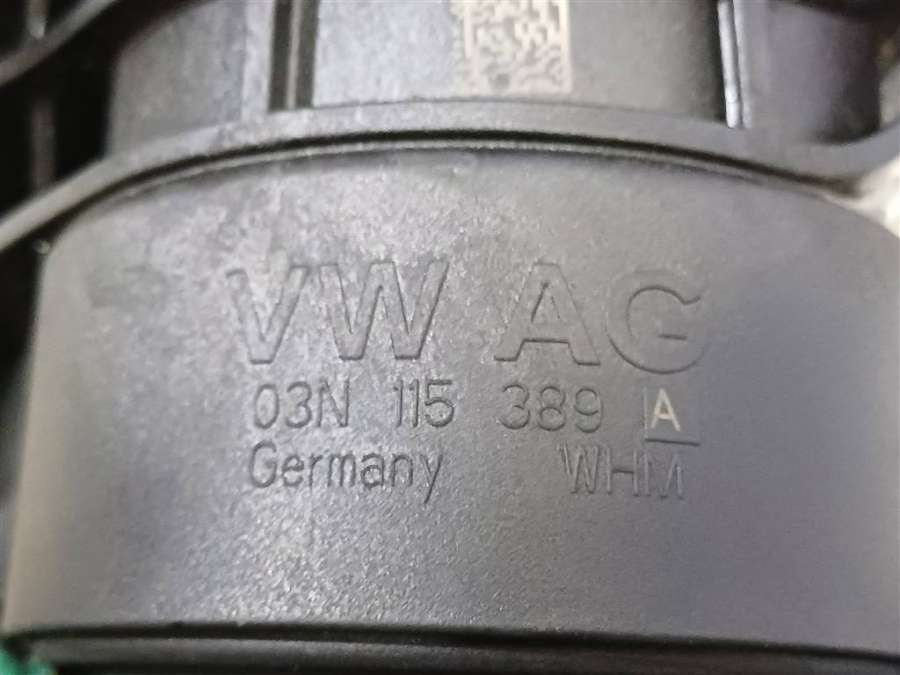 VW AG
03N 115 389 A
Germany WHM